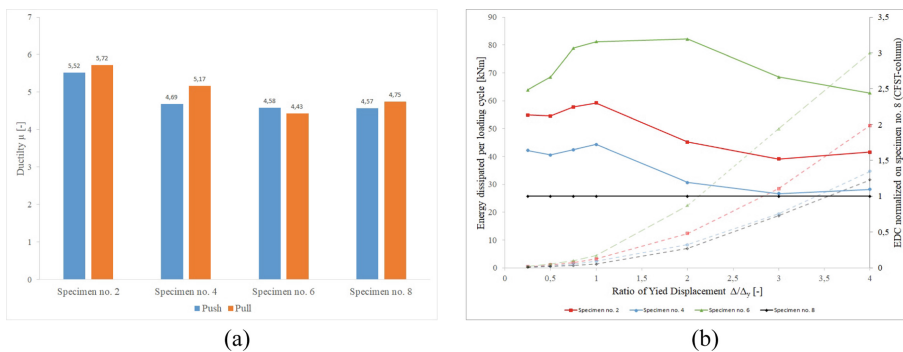 7
6
5
4
3
2
1
0
Ductilty μ [-]
5,52
5,72
4,69
5,17
4,58
4,43
4,57
4,75
Specimen no. 2
Specimen no. 4
Specimen no. 6
Specimen no. 8
Push
Pull
(a)
90
80
70
60
50
40
30
20
10
0
Energy dissipated per loading cycle [kNm]
3,5
3
2,5
2
1,5
1
0,5
0
EDC normalized on specimen no. 8 (CFST-column)
0
0,5
1
1,5
2
2,5
3
3,5
4
Ratio of Yied Displacement Δ/Δy [-]
Specimen no. 2
Specimen no. 4
Specimen no. 6
Specimen no. 8
(b)